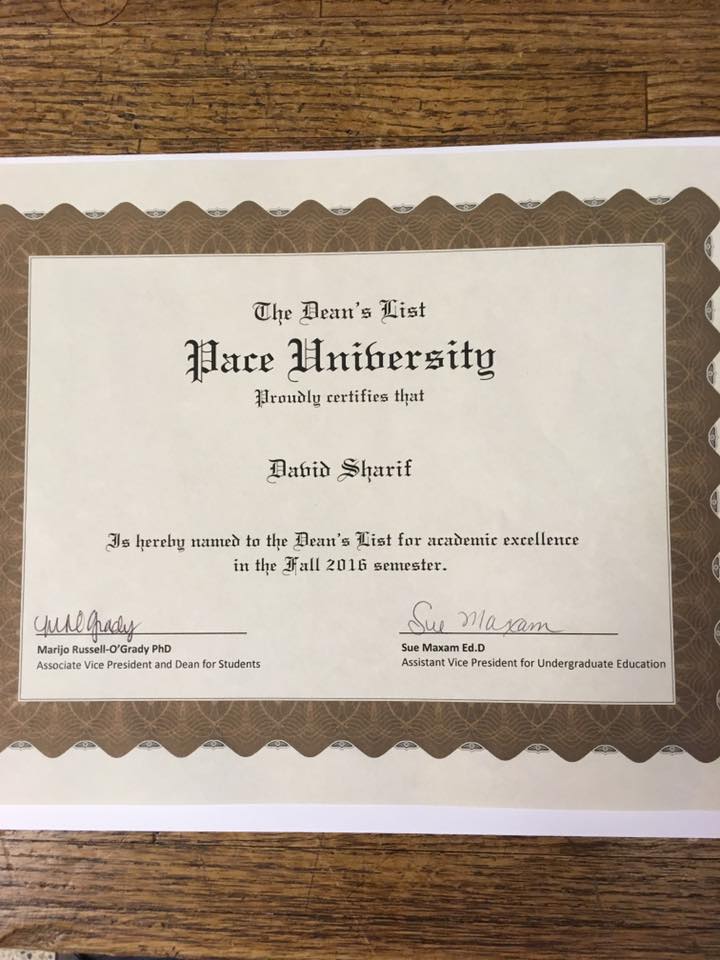 The Dean's List
Pace University
Proudly certifies that
David Sharif
Is hereby named to the Dean's List for academic excellence
in the Fall 2016 semester.
Sue Maxam
Marijo Russell-O'Grady PhD
Associate Vice President and Dean for Students
Sue Maxam Ed.D
Assistant Vice President for Undergraduate Education